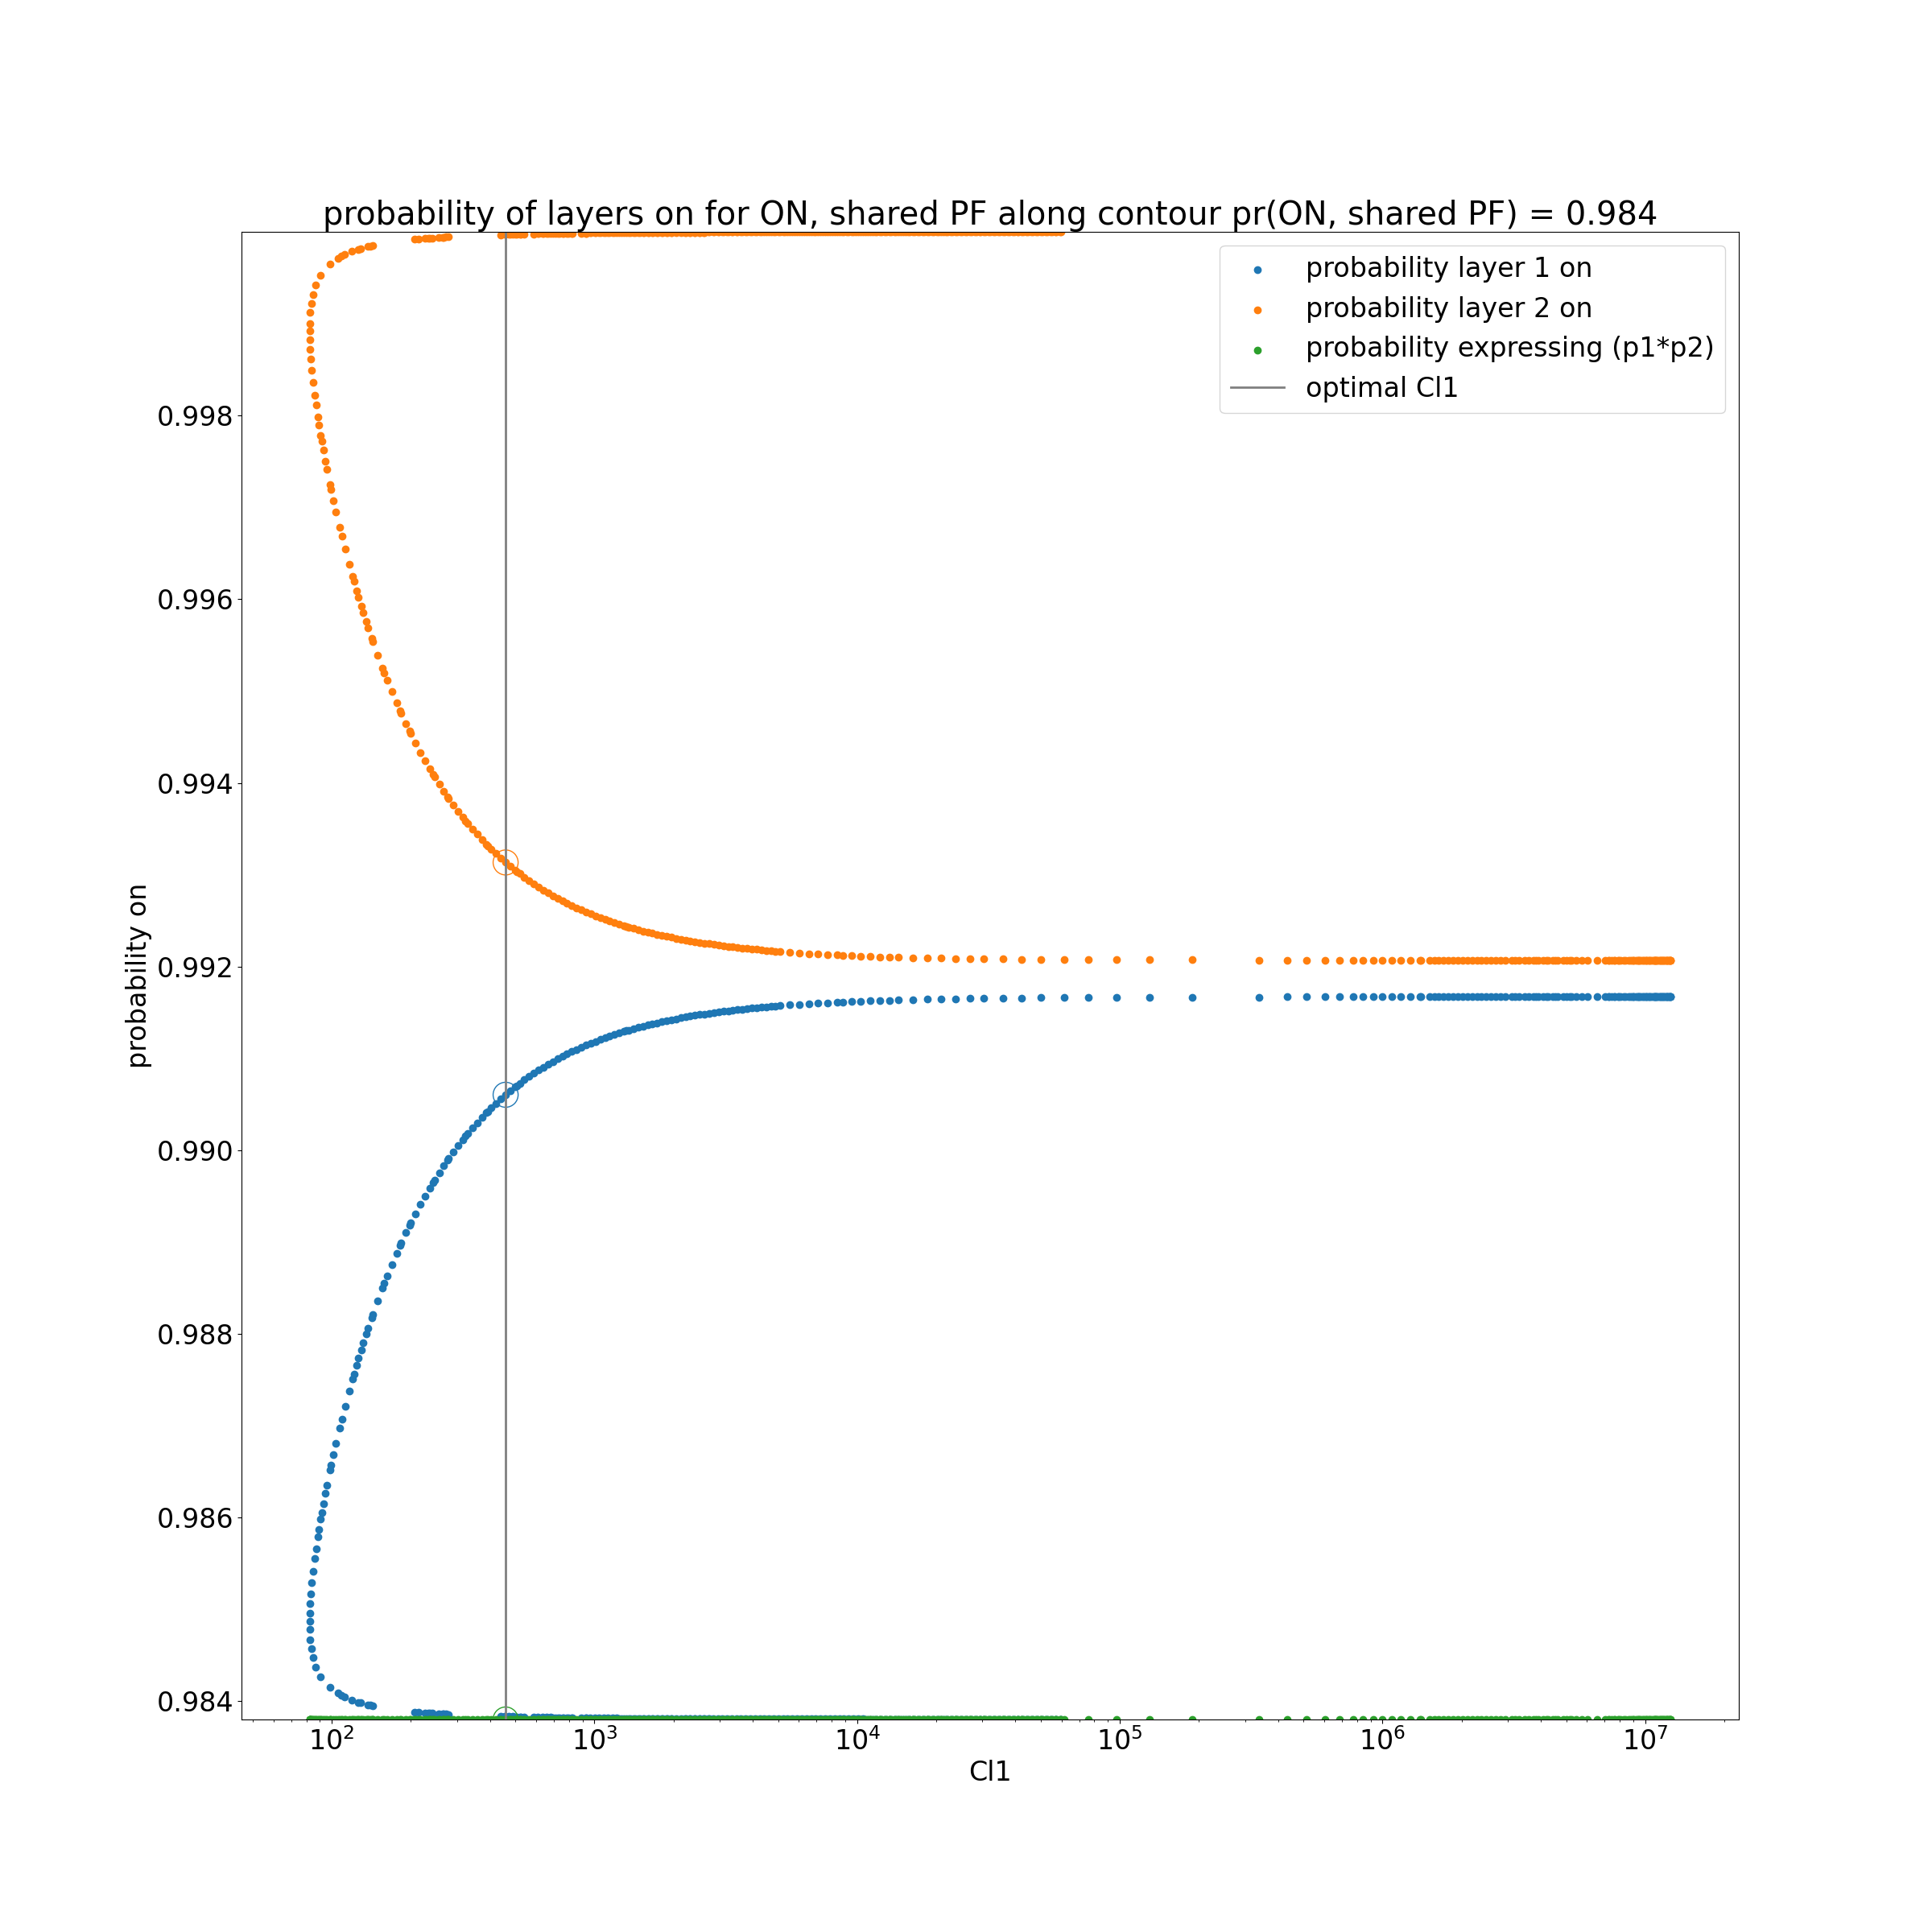 probability of layers on for ON, shared PF along contour pr(ON, shared PF) = 0.984
probability layer 1 on
probability layer 2 on
probability expressing (p1*p2)
optimal Cl1
probability on
0.998
0.996
0.994
0.992
0.990
0.988
0.986
0.984
10² 10³ 10⁴ 10⁵ 10⁶ 10⁷
Cl1